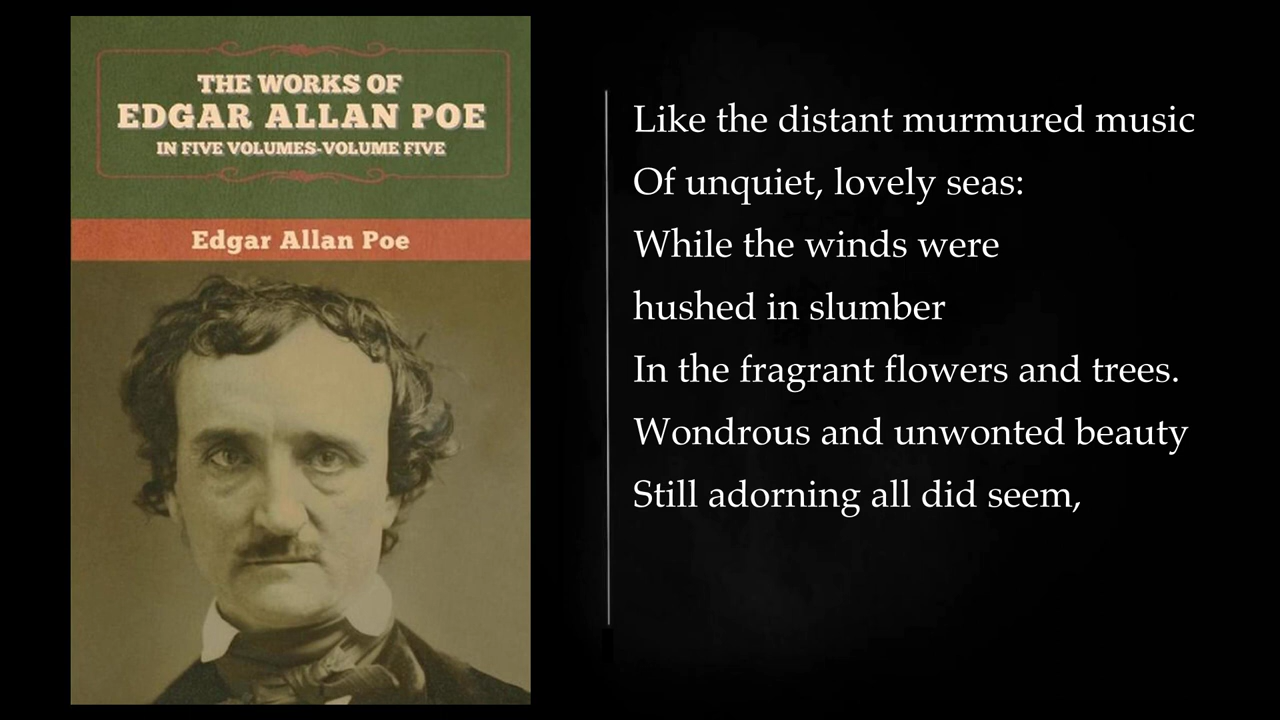 THE WORKS OF
EDGAR ALLAN POE
IN FIVE VOLUMES-VOLUME FIVE
Edgar Allan Poe
Like the distant murmured music
Of unquiet, lovely seas:
While the winds were
hushed in slumber
In the fragrant flowers and trees.
Wondrous and unwonted beauty
Still adorning all did seem,